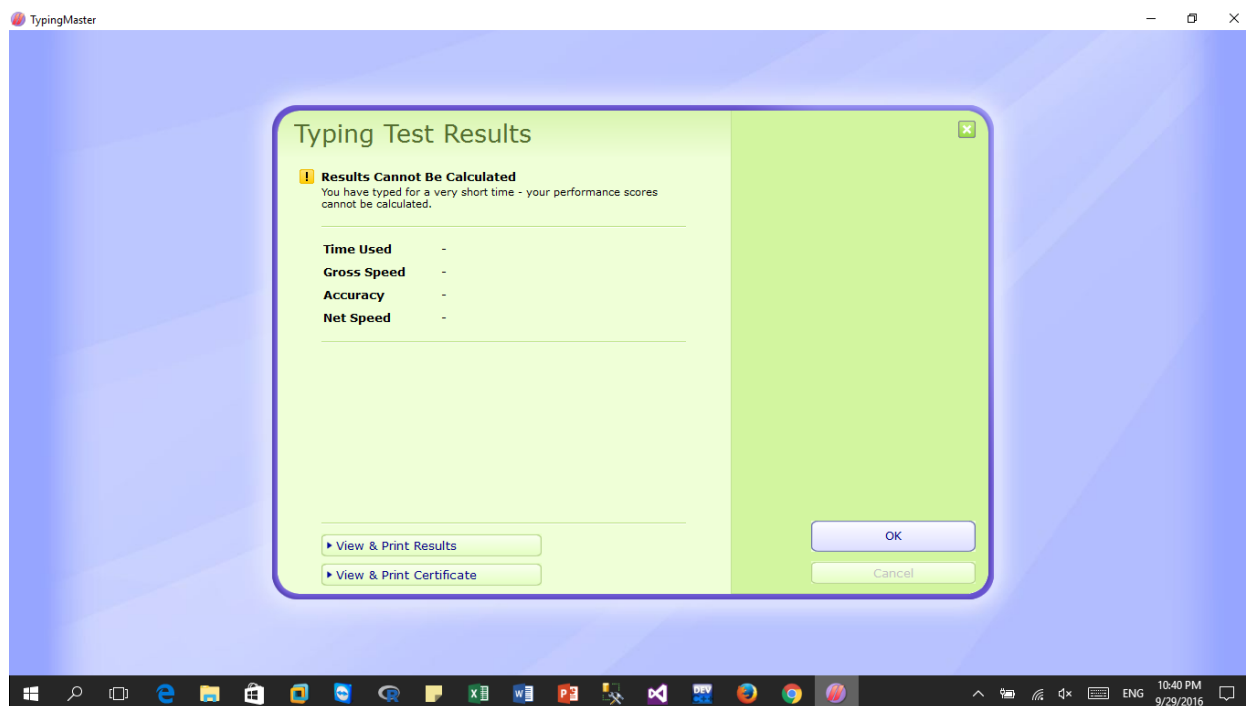 TypingMaster
Typing Test Results
Results Cannot Be Calculated
You have typed for a very short time - your performance scores
cannot be calculated.
Time Used -
Gross Speed -
Accuracy -
Net Speed -
View & Print Results
View & Print Certificate
OK
Cancel
DEV
ENG
10:40 PM
9/29/2016